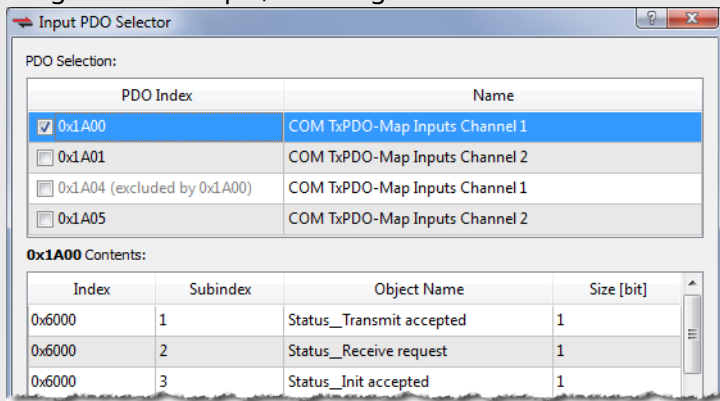 Input PDO Selector
PDO Selection:
PDO Index Name
0x1A00 COM TxPDO-Map Inputs Channel 1
0x1A01 COM TxPDO-Map Inputs Channel 2
0x1A04 (excluded by 0x1A00) COM TxPDO-Map Inputs Channel 1
0x1A05 COM TxPDO-Map Inputs Channel 2
0x1A00 Contents:
Index Subindex Object Name Size [bit]
0x6000 1 Status__Transmit accepted 1
0x6000 2 Status__Receive request 1
0x6000 3 Status__Init accepted 1